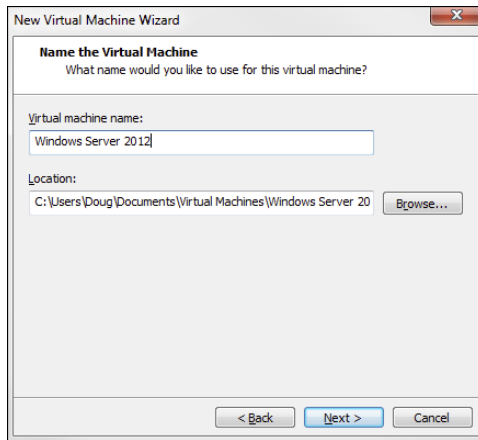 New Virtual Machine Wizard
Name the Virtual Machine
What name would you like to use for this virtual machine?
Virtual machine name:
Windows Server 2012
Location:
C:\Users\Doug\Documents\Virtual Machines\Windows Server 20
Browse...
< Back
Next >
Cancel